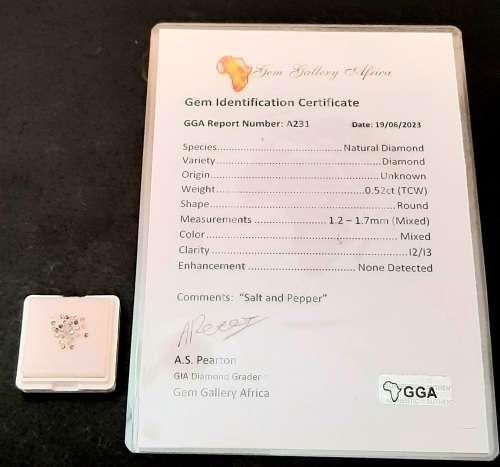 Gem Gallery Africa
Gem Identification Certificate
GGA Report Number: A231 Date: 19/06/2023
Species..............................Natural Diamond
Variety........................................Diamond
Origin.........................................Unknown
Weight.................................0.52ct (TCW)
Shape..........................................Round
Measurements....................1.2 – 1.7mm (Mixed)
Color..........................................Mixed
Clarity........................................I2/I3
Enhancement..........................None Detected
Comments: "Salt and Pepper"
A.S. Pearton
GIA Diamond Grader
Gem Gallery Africa
GGA